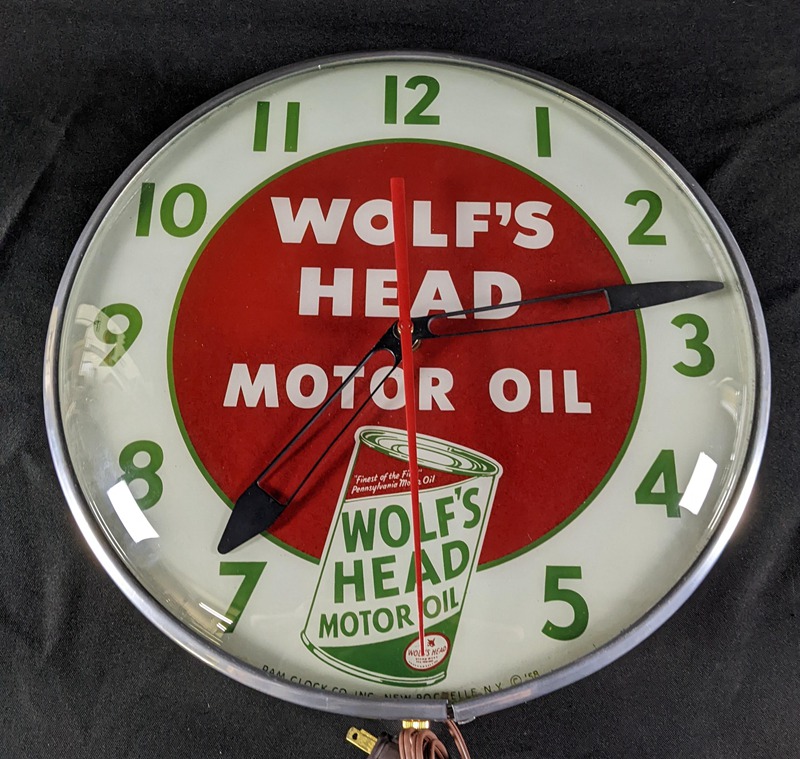 12
11
1
10
2
WOLF'S
HEAD
9
3
MOTOR OIL
8
4
"Finest of the Fine"
Pennsylvania Motor Oil
WOLF'S
HEAD
MOTOR OIL
7
5
WOLF'S HEAD
PAM CLOCK CO. INC. NEW ROCHELLE, N.Y. © '58